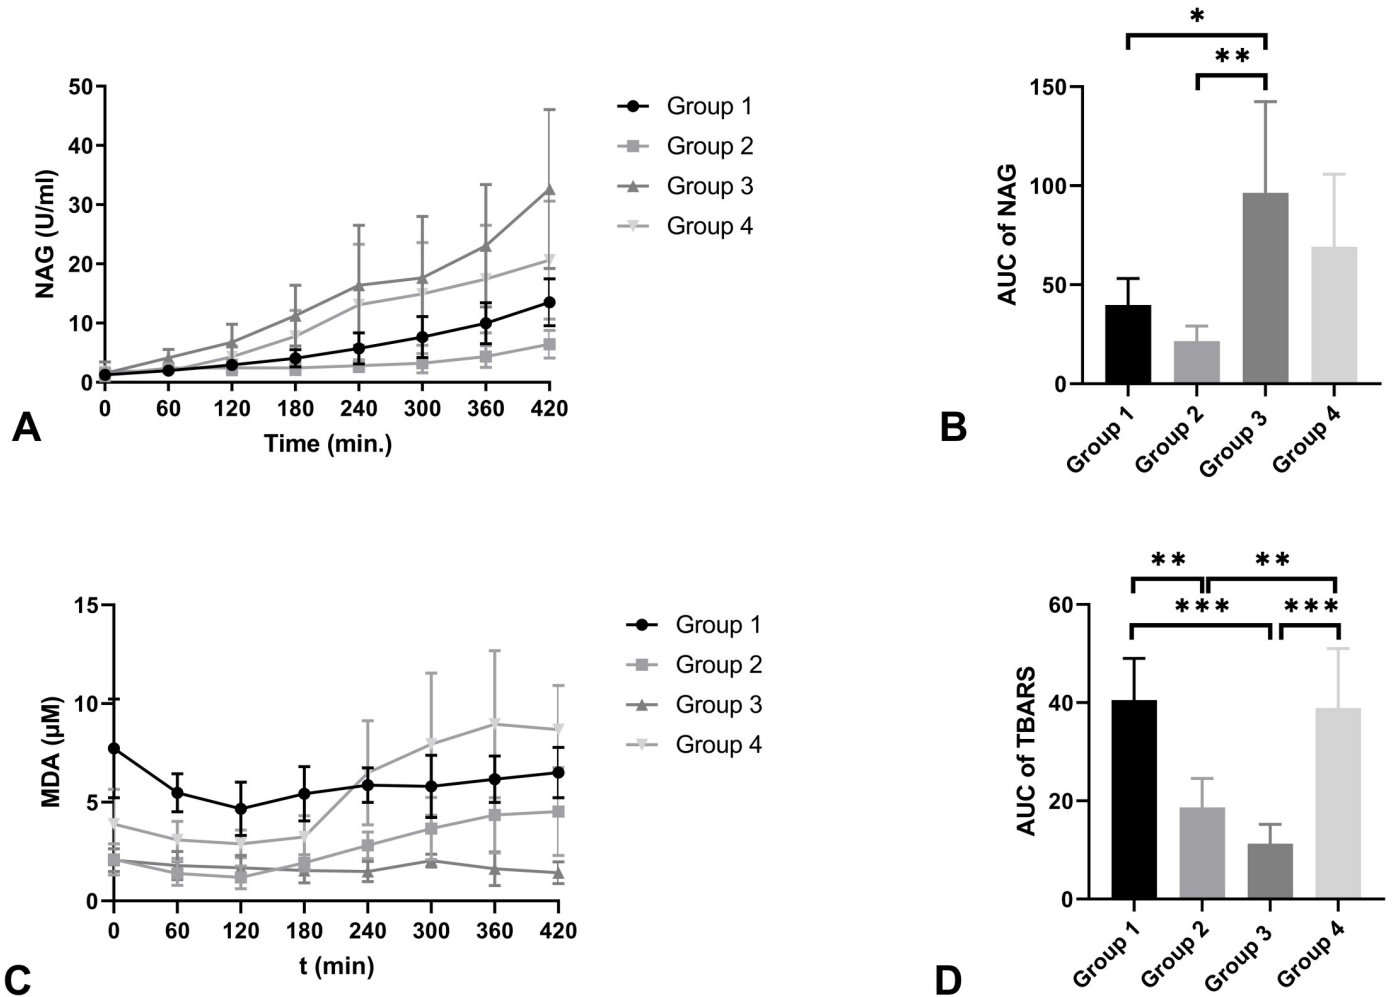 50
40
30
20
10
0
NAG (U/ml)
0 60 120 180 240 300 360 420
Time (min.)
Group 1
Group 2
Group 3
Group 4
A
*
**
150
100
50
0
AUC of NAG
Group 1
Group 2
Group 3
Group 4
B
15
10
5
0
MDA (µM)
0 60 120 180 240 300 360 420
t (min)
Group 1
Group 2
Group 3
Group 4
C
** **
*** ***
60
40
20
0
AUC of TBARS
Group 1
Group 2
Group 3
Group 4
D